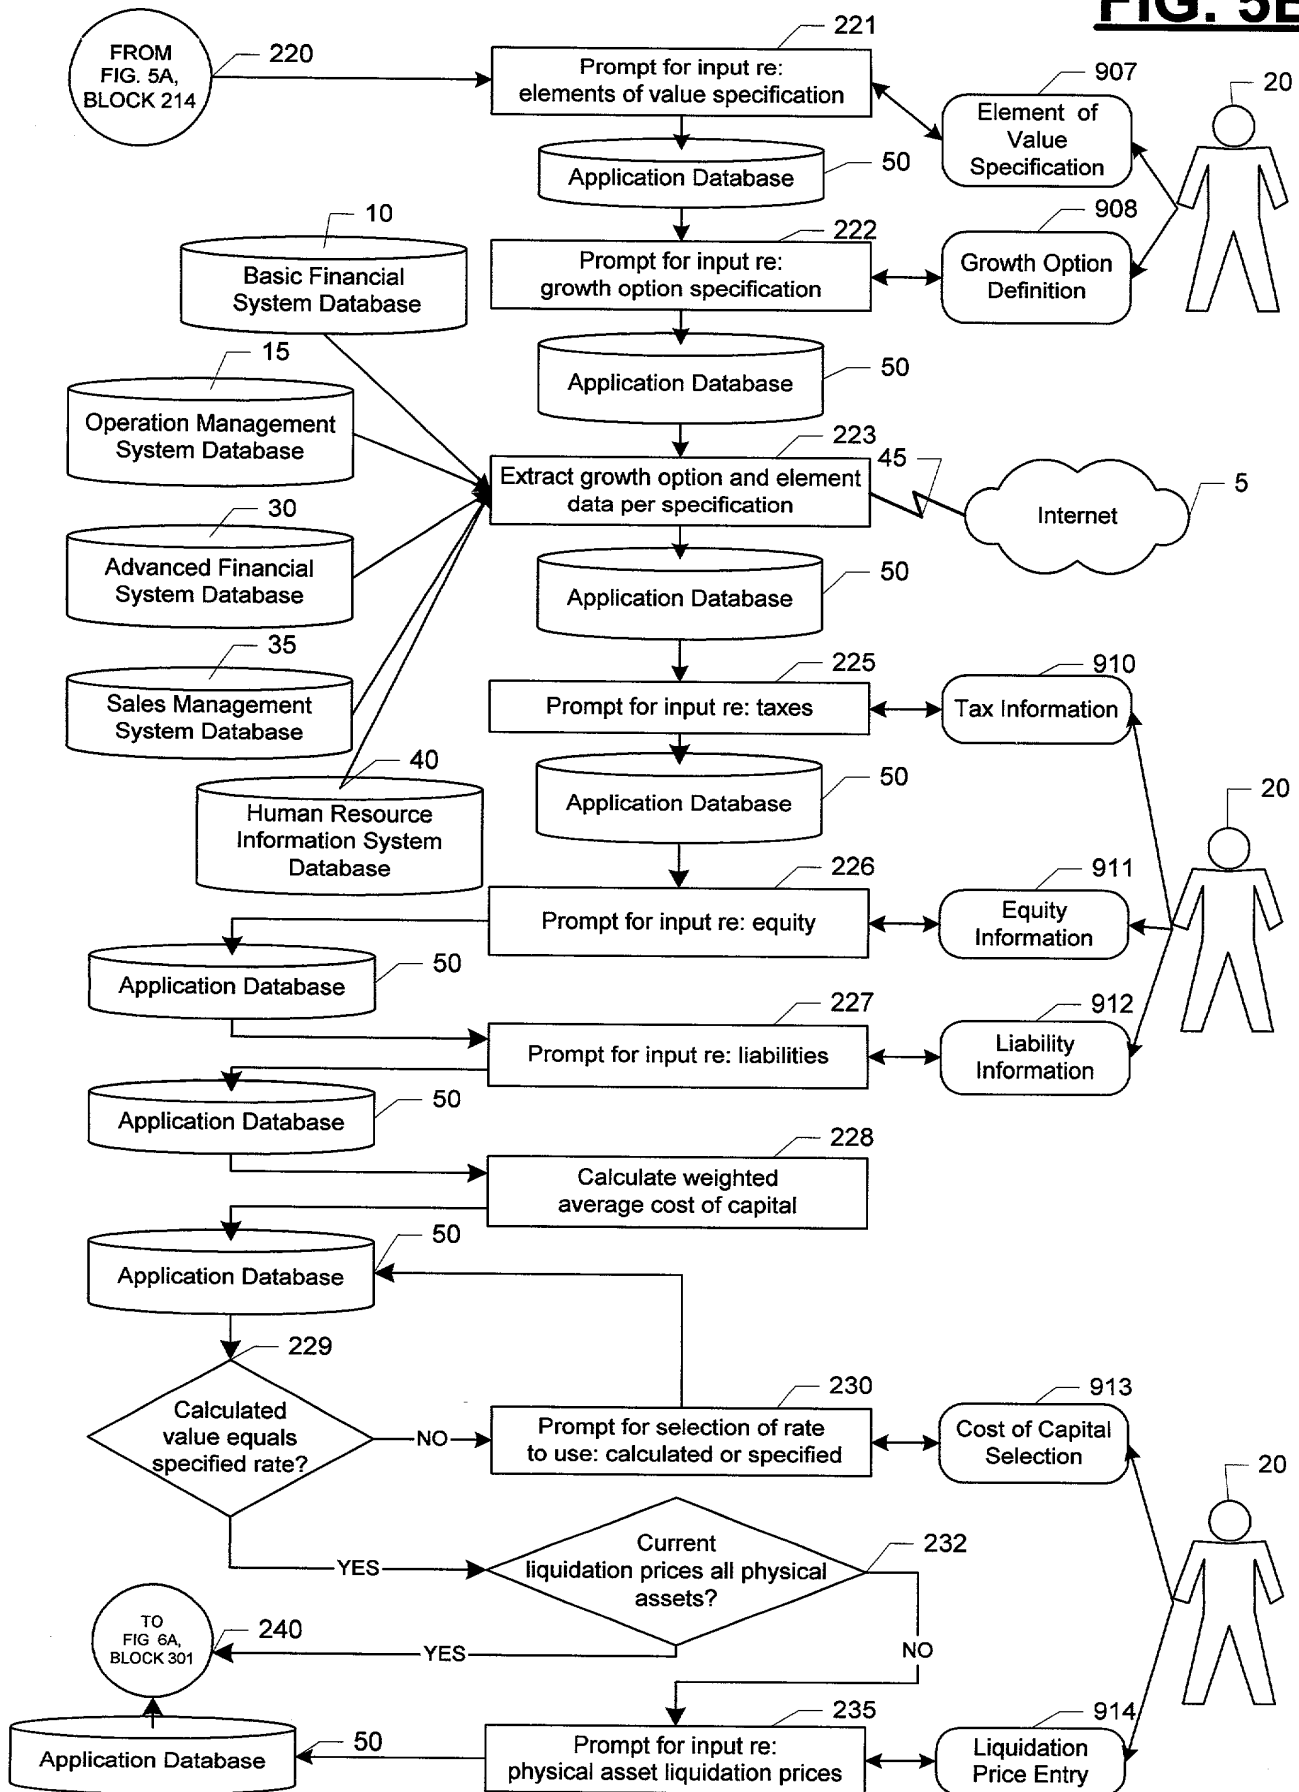 FIG. 5B
FROM
FIG. 5A,
BLOCK 214
220
221
Prompt for input re:
elements of value specification
907
Element of
Value
Specification
20
50
Application Database
10
Basic Financial
System Database
222
Prompt for input re:
growth option specification
908
Growth Option
Definition
15
Operation Management
System Database
50
Application Database
223
Extract growth option and element
data per specification
45
5
Internet
30
Advanced Financial
System Database
50
Application Database
35
Sales Management
System Database
225
Prompt for input re: taxes
910
Tax Information
40
Human Resource
Information System
Database
50
Application Database
20
226
Prompt for input re: equity
911
Equity
Information
50
Application Database
227
Prompt for input re: liabilities
912
Liability
Information
50
Application Database
228
Calculate weighted
average cost of capital
50
Application Database
229
Calculated
value equals
specified rate?
NO
230
Prompt for selection of rate
to use: calculated or specified
913
Cost of Capital
Selection
20
YES
Current
liquidation prices all physical
assets?
232
TO
FIG 6A,
BLOCK 301
240
YES
NO
50
Application Database
235
Prompt for input re:
physical asset liquidation prices
914
Liquidation
Price Entry